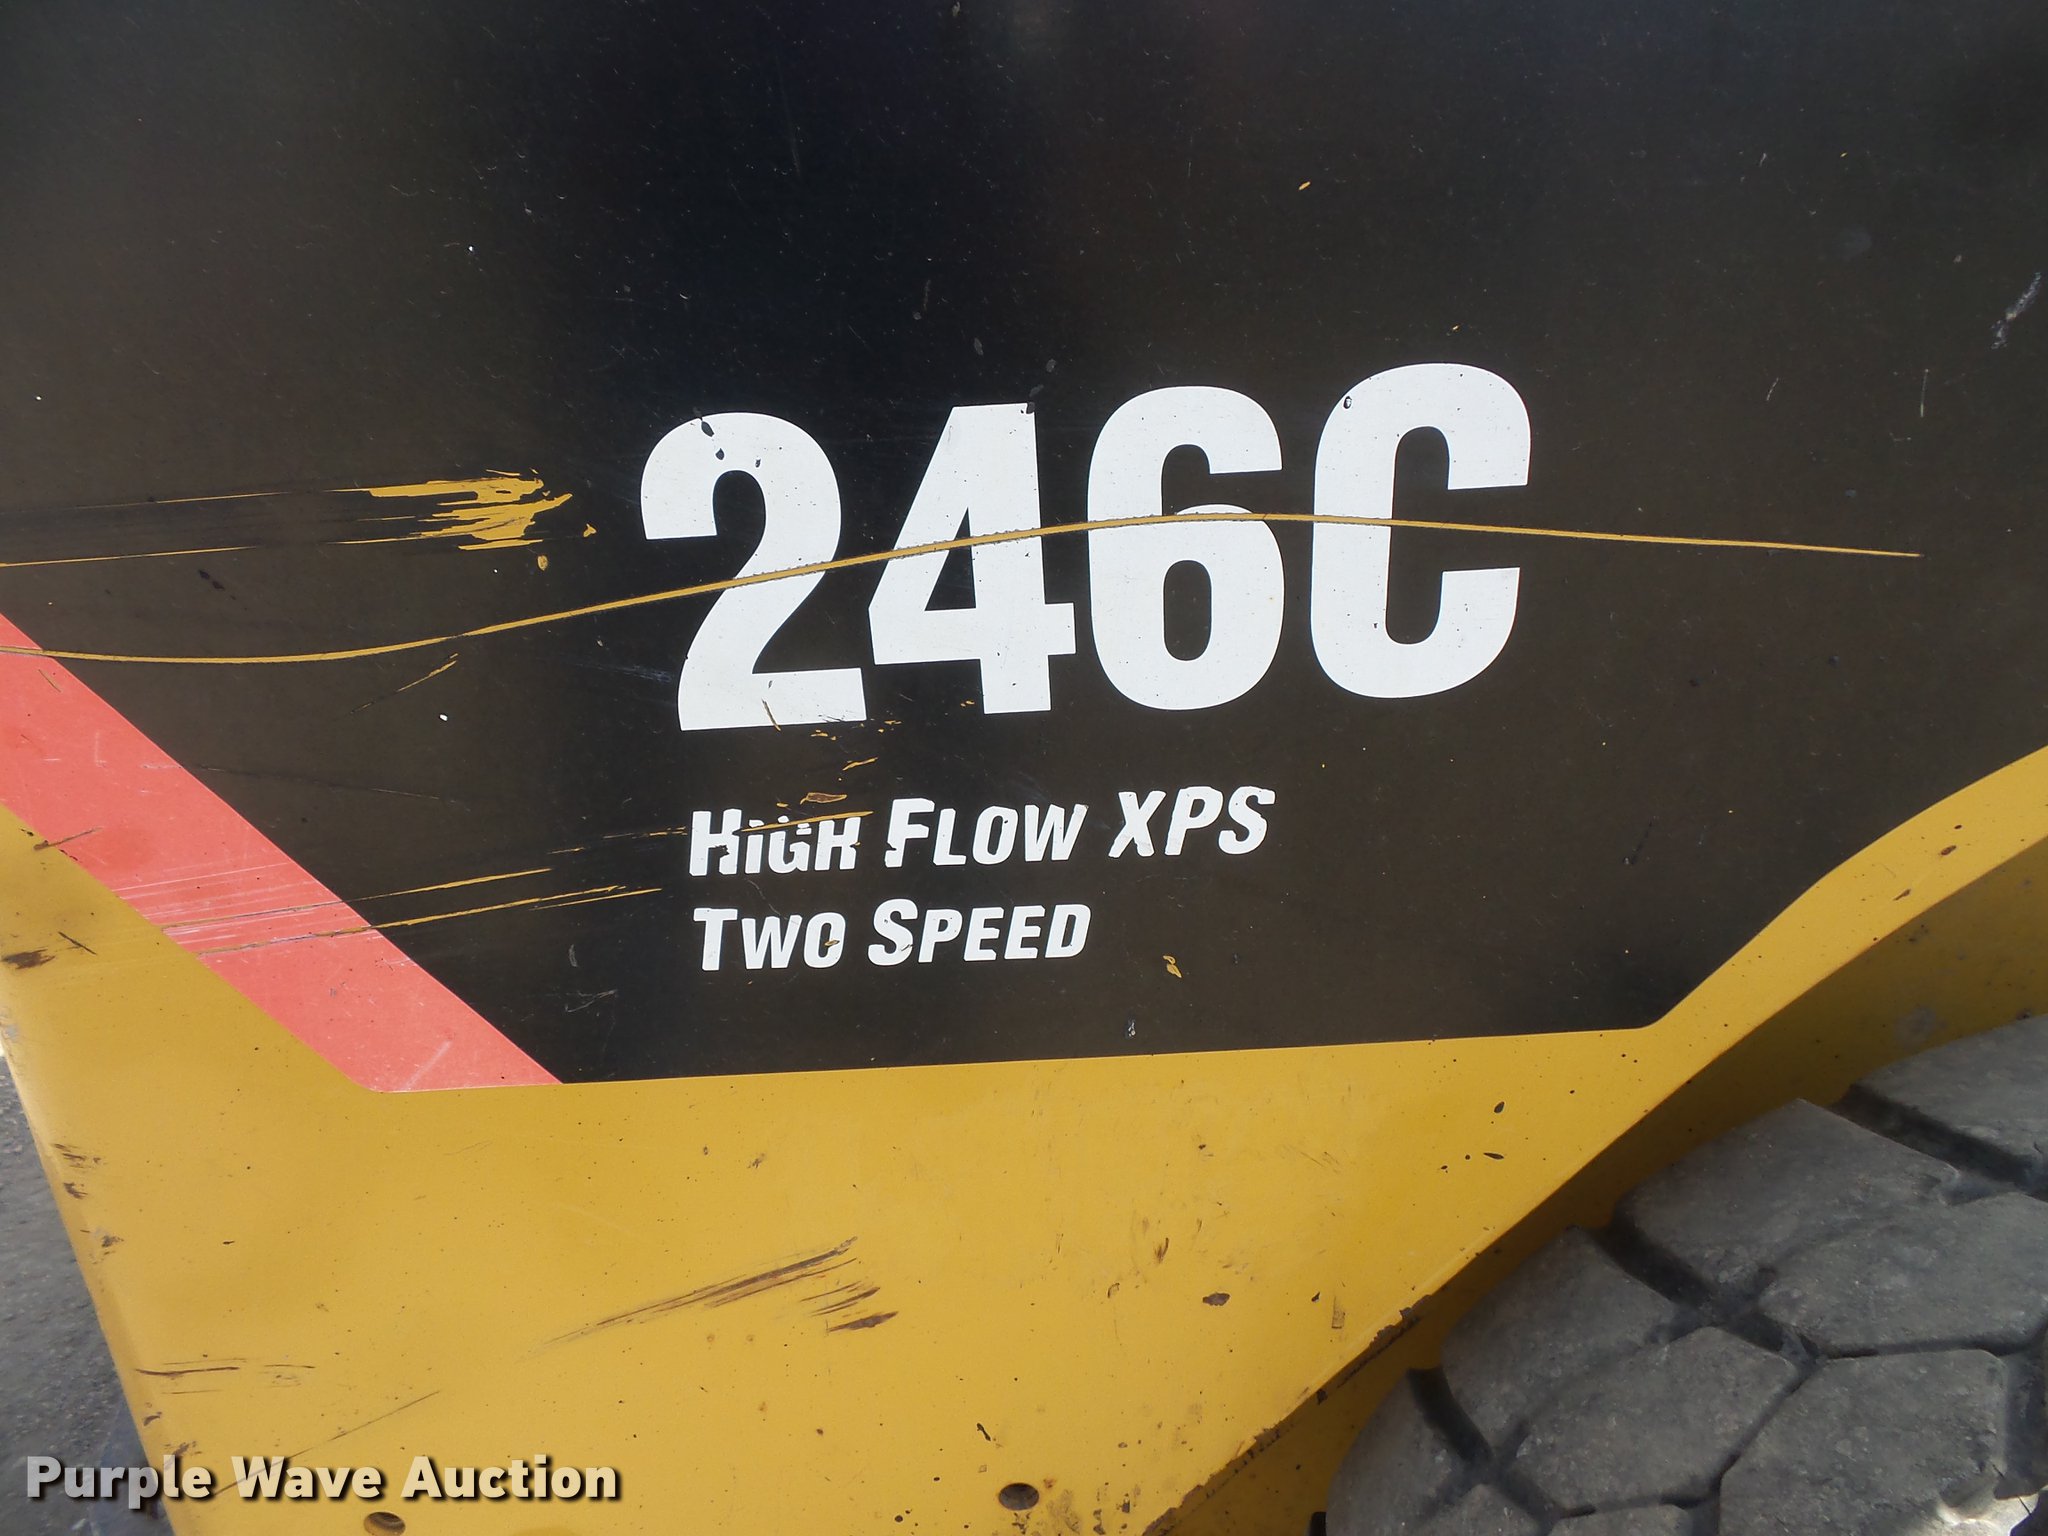 246C
HIGH FLOW XPS
TWO SPEED
Purple Wave Auction